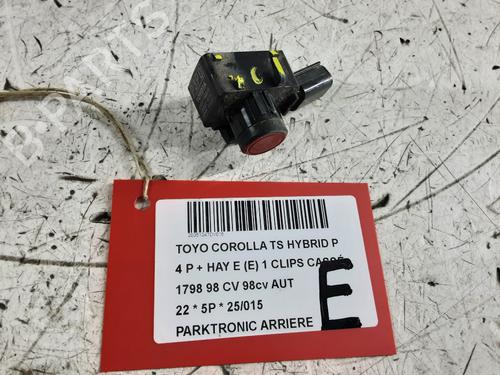 B-PARTS
TOYO COROLLA TS HYBRID P
4 P + HAY E (E) 1 CLIPS CASSÉ
1798 98 CV 98cv AUT
22 * 5P * 25/015
PARKTRONIC ARRIERE
E